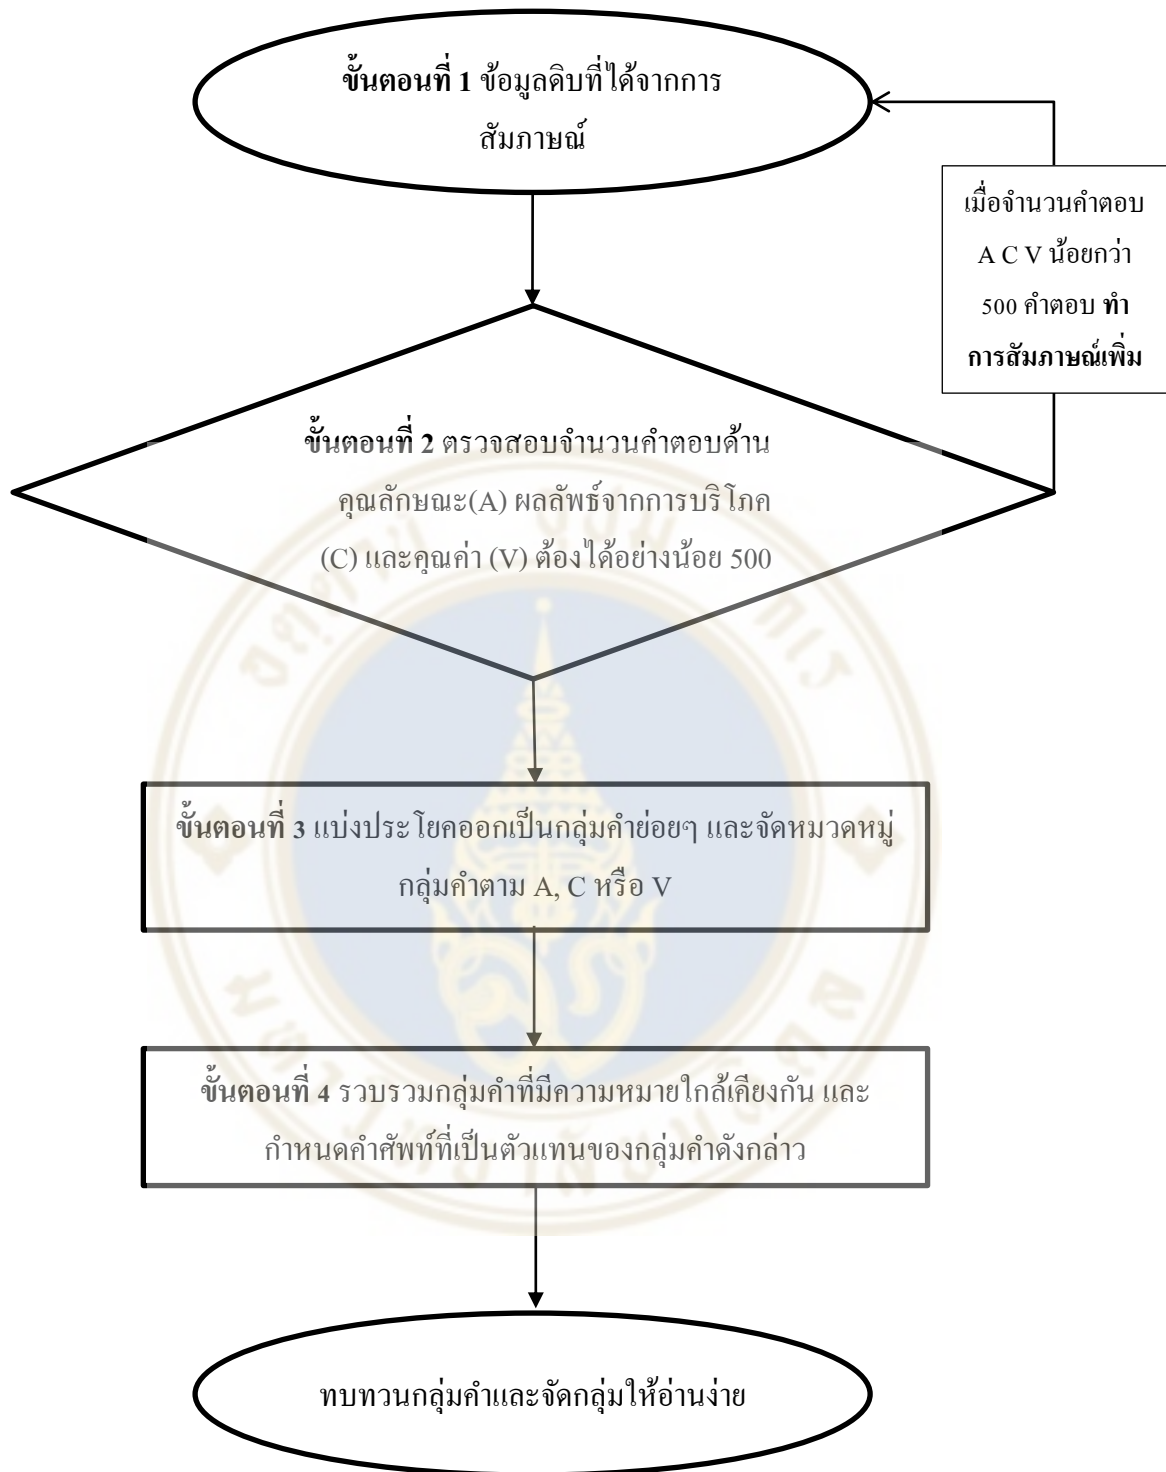 ขั้นตอนที่ 1 ข้อมูลดิบที่ได้จากการ
สัมภาษณ์
เมื่อจำนวนคำตอบ
A C V น้อยกว่า
500 คำตอบ ทำ
การสัมภาษณ์เพิ่ม
ขั้นตอนที่ 2 ตรวจสอบจำนวนคำตอบด้าน
คุณลักษณะ(A) ผลลัพธ์จากการบริโภค
(C) และคุณค่า (V) ต้องได้อย่างน้อย 500
ขั้นตอนที่ 3 แบ่งประโยคออกเป็นกลุ่มคำย่อยๆ และจัดหมวดหมู่
กลุ่มคำตาม A, C หรือ V
ขั้นตอนที่ 4 รวบรวมกลุ่มคำที่มีความหมายใกล้เคียงกัน และ
กำหนดคำศัพท์ที่เป็นตัวแทนของกลุ่มคำดังกล่าว
ทบทวนกลุ่มคำและจัดกลุ่มให้อ่านง่าย
มหาวิทยาลัยมหิดล